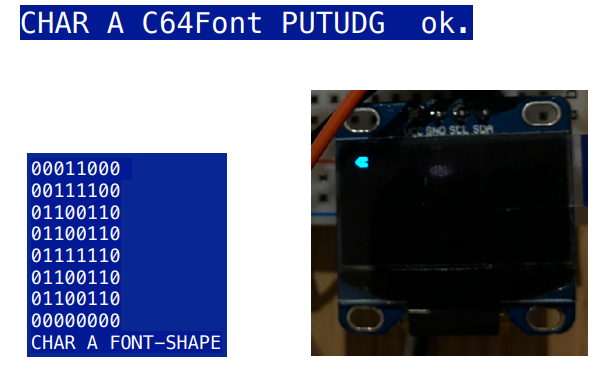 CHAR A C64Font PUTUDG  ok.
00011000
00111100
01100110
01100110
01111110
01100110
01100110
00000000
CHAR A FONT-SHAPE
VCC GND SCL SDA